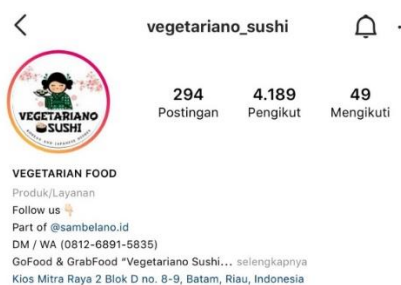 vegetariano_sushi
VEGETARIANO
SUSHI
294
Postingan
4.189
Pengikut
49
Mengikuti
VEGETARIAN FOOD
Produk/Layanan
Follow us 👇🏻
Part of @sambelano.id
DM / WA (0812-6891-5835)
GoFood & GrabFood "Vegetariano Sushi... selengkapnya
Kios Mitra Raya 2 Blok D no. 8-9, Batam, Riau, Indonesia